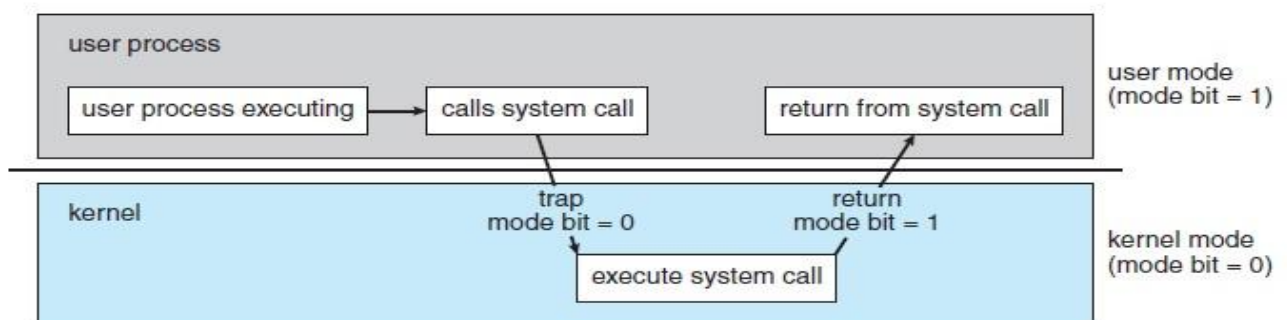 user process
user process executing
calls system call
return from system call
user mode
(mode bit = 1)
kernel
trap
mode bit = 0
return
mode bit = 1
execute system call
kernel mode
(mode bit = 0)